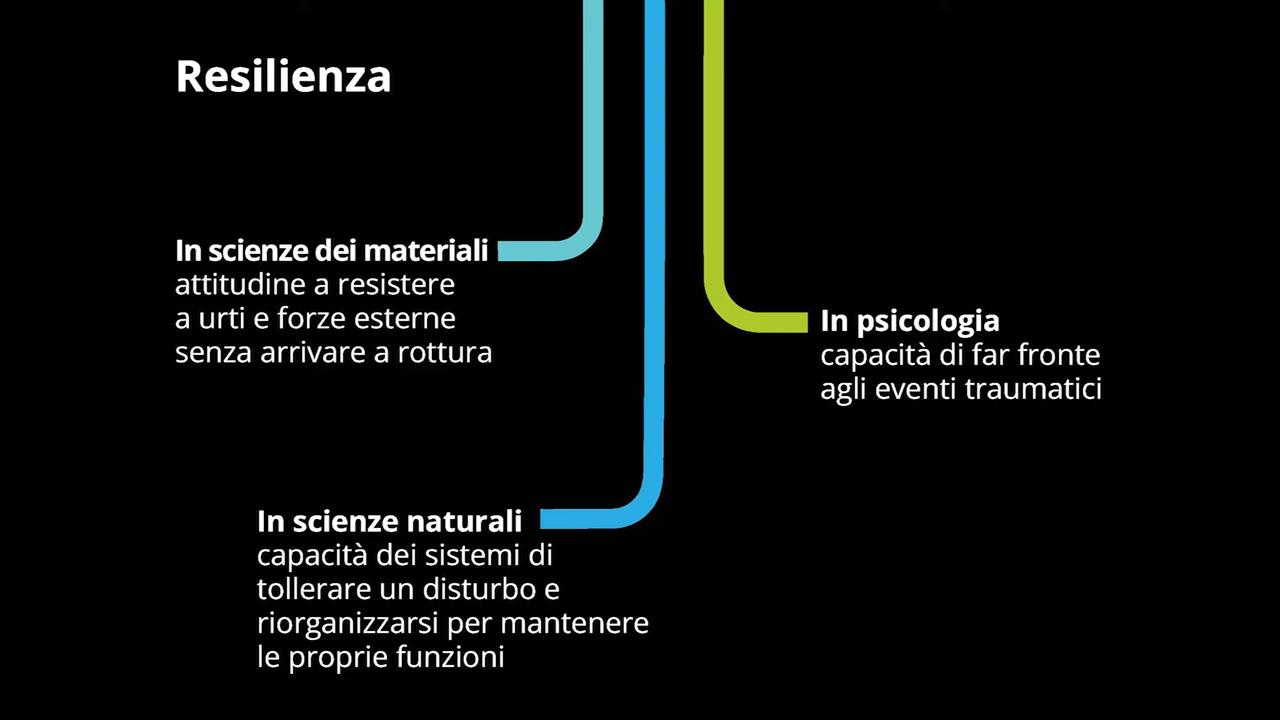 Resilienza
In scienze dei materiali
attitudine a resistere
a urti e forze esterne
senza arrivare a rottura
In psicologia
capacità di far fronte
agli eventi traumatici
In scienze naturali
capacità dei sistemi di
tollerare un disturbo e
riorganizzarsi per mantenere
le proprie funzioni